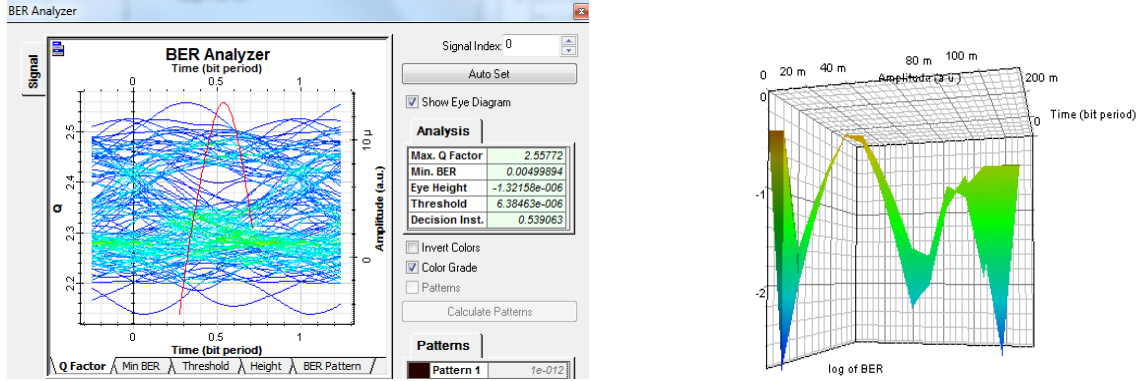 BER Analyzer
Signal
BER Analyzer
Time (bit period)
0 0.5 1
2.5
2.4
2.3
2.2
Q
10 µ
0
Amplitude (a.u.)
0 0.5 1
Time (bit period)
Q Factor Min BER Threshold Height BER Pattern
Signal Index: 0
Auto Set
Show Eye Diagram
Analysis
Max. Q Factor 2.55772
Min. BER 0.00499894
Eye Height -1.32158e-006
Threshold 6.38463e-006
Decision Inst. 0.539063
Invert Colors
Color Grade
Patterns
Calculate Patterns
Patterns
Pattern 1 1e-012
0 20 m 40 m 80 m 100 m
Amplitude (a.u.)
200 m
Time (bit period)
0
0
-1
-2
log of BER